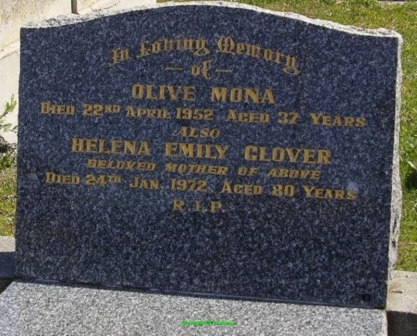 In Loving Memory
— of —
OLIVE MONA
DIED 22ND APRIL 1952 AGED 37 YEARS
ALSO
HELENA EMILY GLOVER
BELOVED MOTHER OF ABOVE
DIED 24TH JAN. 1972, AGED 80 YEARS
R.I.P.